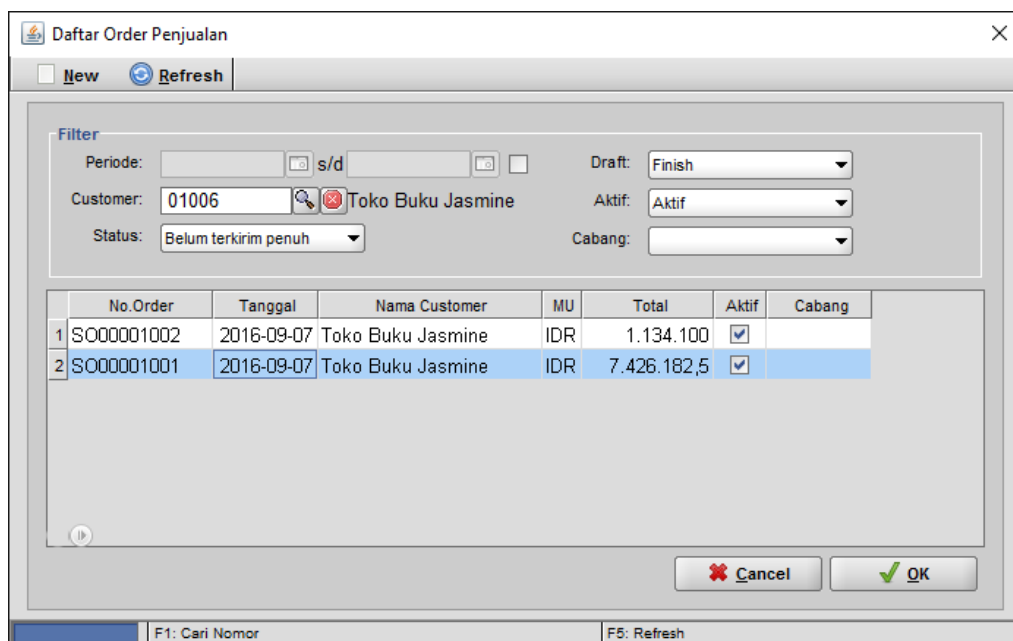 Daftar Order Penjualan
New Refresh
Filter
Periode: s/d Draft: Finish
Customer: 01006 Toko Buku Jasmine Aktif: Aktif
Status: Belum terkirim penuh Cabang:
No.Order Tanggal Nama Customer MU Total Aktif Cabang
1 SO00001002 2016-09-07 Toko Buku Jasmine IDR 1.134.100
2 SO00001001 2016-09-07 Toko Buku Jasmine IDR 7.426.182,5
Cancel OK
F1: Cari Nomor F5: Refresh